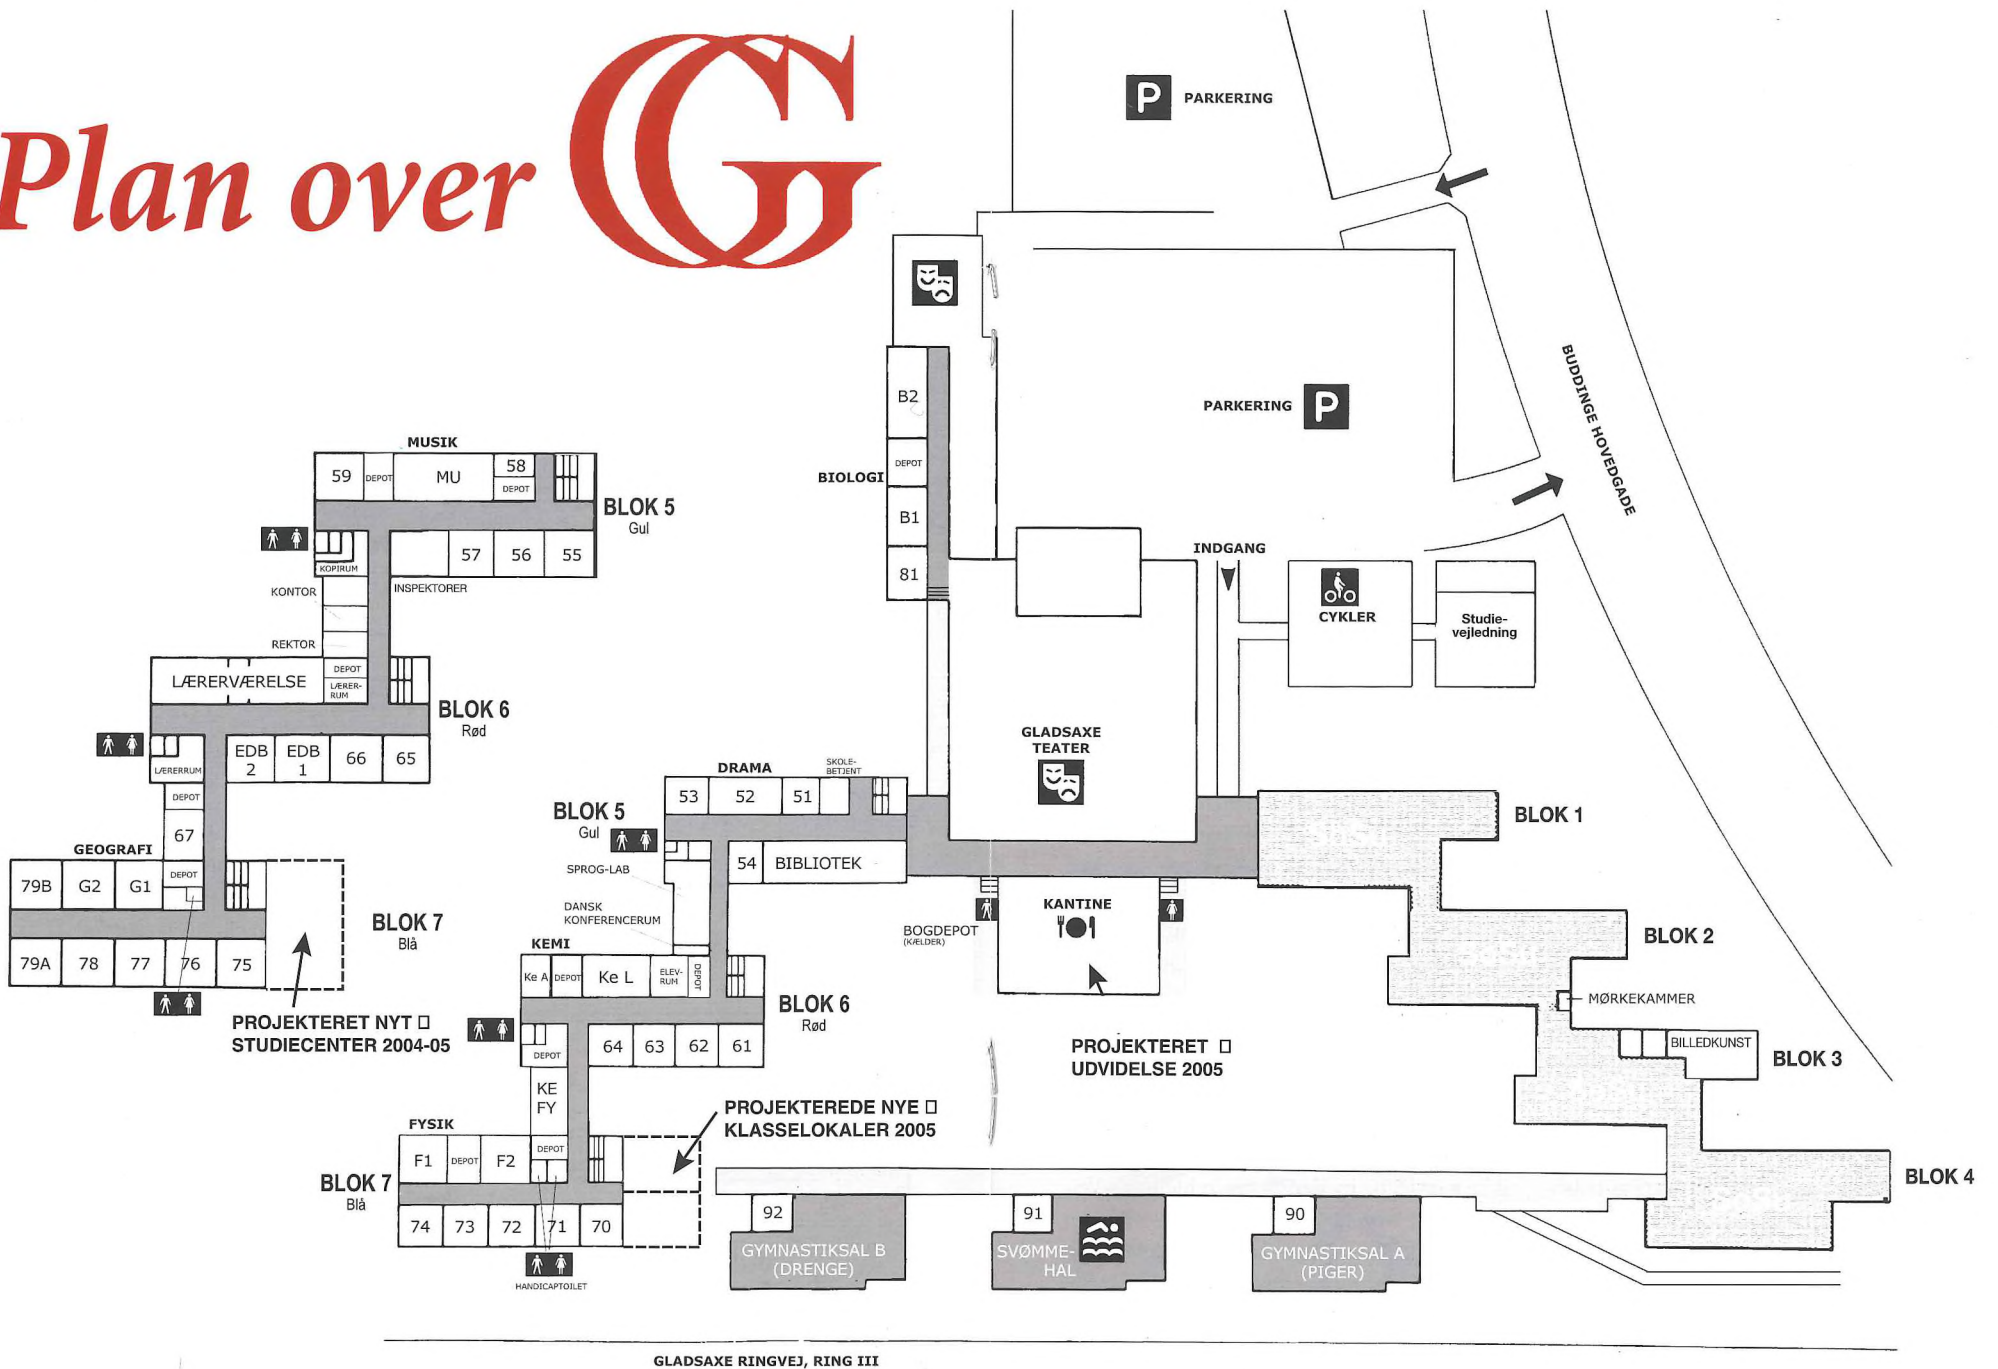 Plan over GG
P PARKERING
PARKERING P
BUDDINGE HOVEDGADE
B2
DEPOT
BIOLOGI
B1
81
MUSIK
59
DEPOT
MU
58
DEPOT
BLOK 5
Gul
57
56
55
KOPIRUM
INSPEKTORER
KONTOR
REKTOR
DEPOT
LÆRERVÆRELSE
LÆRER-
RUM
BLOK 6
Rød
EDB
2
EDB
1
66
65
LÆRERRUM
DEPOT
67
GEOGRAFI
79B
G2
G1
DEPOT
BLOK 7
Blå
79A
78
77
76
75
PROJEKTERET NYT
STUDIECENTER 2004-05
INDGANG
CYKLER
Studie-
vejledning
GLADSAXE
TEATER
DRAMA
SKOLE-
BETJENT
53
52
51
BLOK 5
Gul
54
BIBLIOTEK
SPROG-LAB
DANSK
KONFERENCERUM
KEMI
Ke A
DEPOT
Ke L
ELEV-
RUM
DEPOT
BLOK 6
Rød
64
63
62
61
DEPOT
KE
FY
FYSIK
F1
DEPOT
F2
DEPOT
BLOK 7
Blå
74
73
72
71
70
HANDICAPTOILET
PROJEKTEREDE NYE
KLASSELOKALER 2005
BOGDEPOT
(KÆLDER)
KANTINE
PROJEKTERET
UDVIDELSE 2005
BLOK 1
BLOK 2
MØRKEKAMMER
BILLEDKUNST
BLOK 3
BLOK 4
92
GYMNASTIKSAL B
(DRENGE)
91
SVØMME-
HAL
90
GYMNASTIKSAL A
(PIGER)
GLADSAXE RINGVEJ, RING III